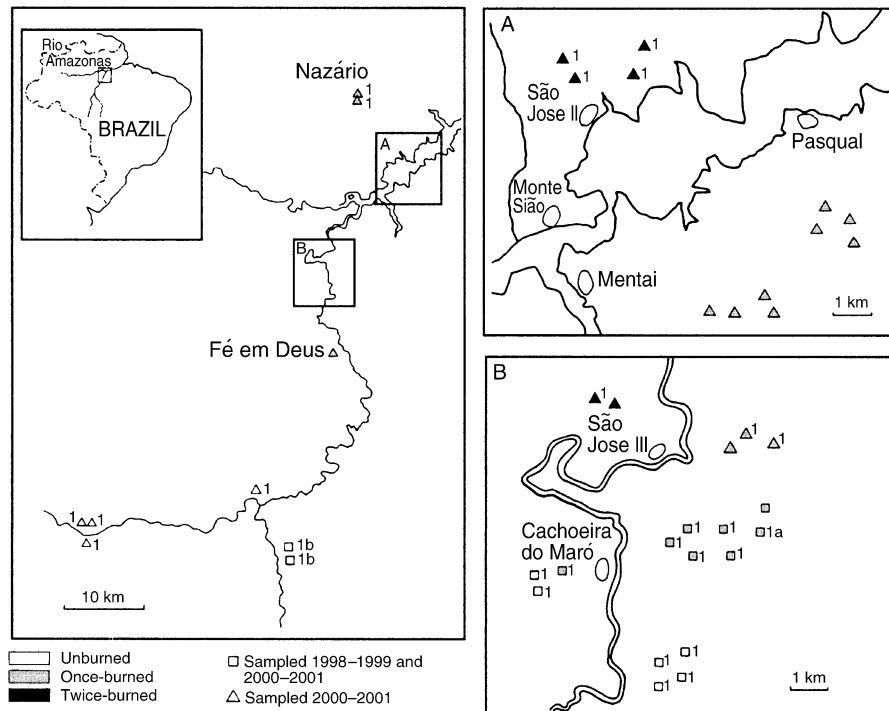 Rio
Amazonas
BRAZIL
Nazário
1
1
A
B
Fé em Deus
1
1 1
1
1b
1b
10 km
Unburned
Once-burned
Twice-burned
Sampled 1998–1999 and
2000–2001
Sampled 2000–2001
A
1
1
1
1
São
Jose II
Pasqual
Monte
Sião
Mentai
1 km
B
1
São
Jose III
1
1
Cachoeira
do Maró
1
1
1a
1
1
1
1
1
1
1
1
1
1
1 km